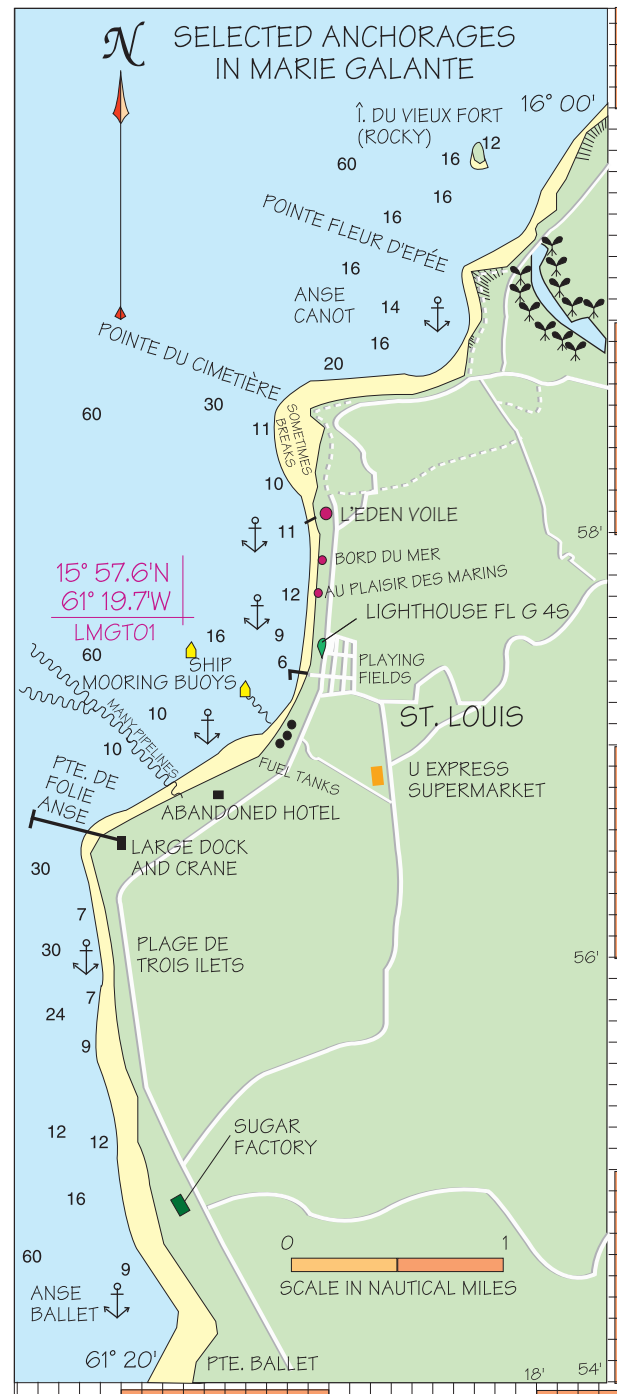 N
SELECTED ANCHORAGES
IN MARIE GALANTE
16° 00'
Î. DU VIEUX FORT
(ROCKY)
12
16
60
16
POINTE FLEUR D'EPÉE
16
16
ANSE
CANOT
14
16
20
POINTE DU CIMETIÈRE
60
30
11
SOMETIMES
BREAKS
10
11
L'EDEN VOILE
58'
BORD DU MER
15° 57.6'N
61° 19.7'W
LMGT01
12
AU PLAISIR DES MARINS
LIGHTHOUSE FL G 4S
16
9
60
SHIP
MOORING BUOYS
6
PLAYING
FIELDS
MANY PIPELINES
10
10
ST. LOUIS
FUEL TANKS
U EXPRESS
SUPERMARKET
PTE. DE
FOLIE
ANSE
ABANDONED HOTEL
LARGE DOCK
AND CRANE
30
7
30
PLAGE DE
TROIS ILETS
56'
7
24
9
12
12
SUGAR
FACTORY
16
0
1
SCALE IN NAUTICAL MILES
60
9
ANSE
BALLET
61° 20'
PTE. BALLET
18'
54'